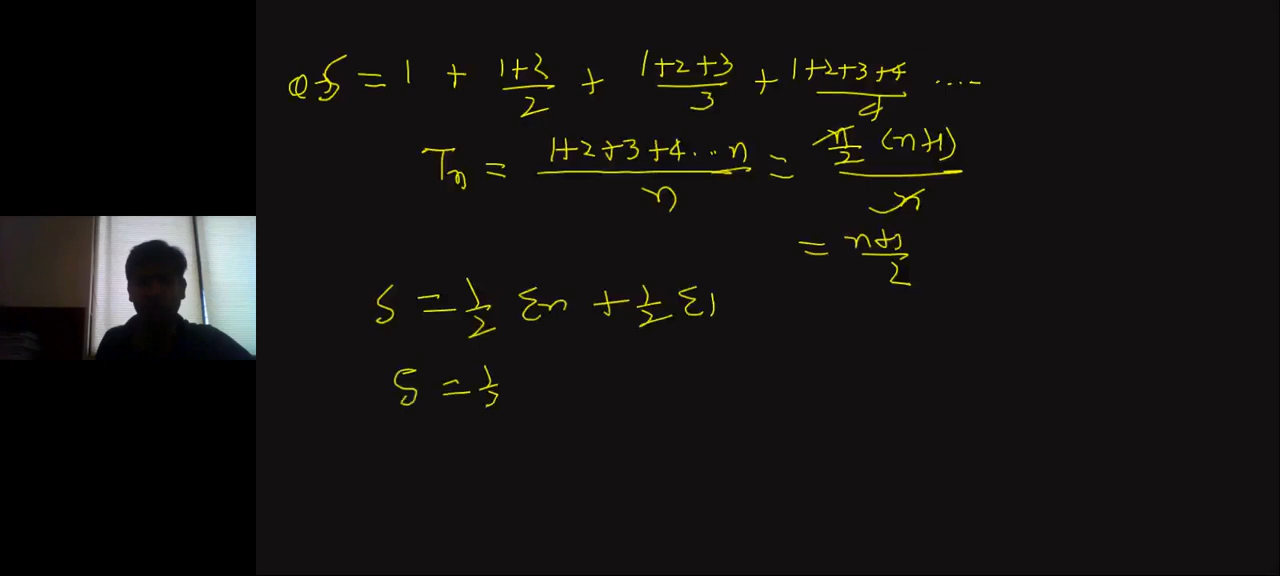 Q S = 1 + (1+2)/2 + (1+2+3)/3 + (1+2+3+4)/4 ....
Tn = (1+2+3+4...n)/n = (n/2 (n+1))/n
= (n+1)/2
S = 1/2 Σn + 1/2 Σ1
S = 1/2